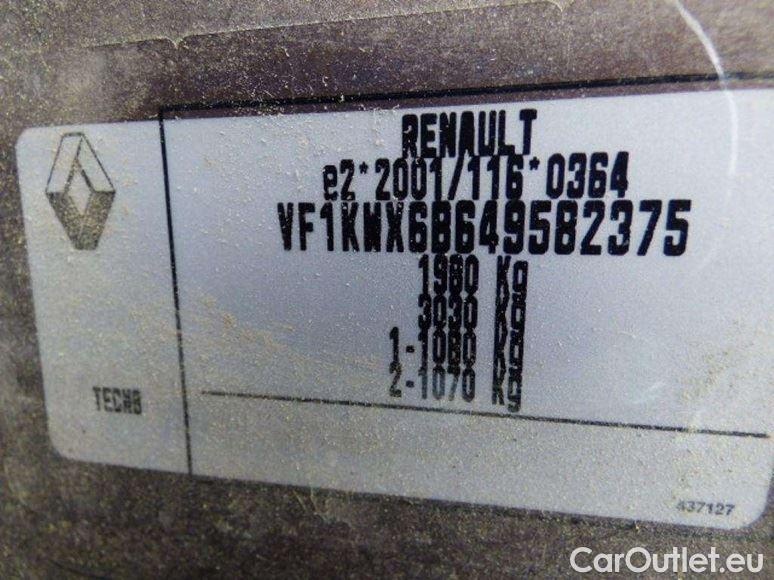 RENAULT
e2*2001/116*0364
VF1KMX6B649582375
1980 Kg
3030 Kg
1-1080 Kg
2-1070 Kg
TECHB
437127
CarOutlet.eu